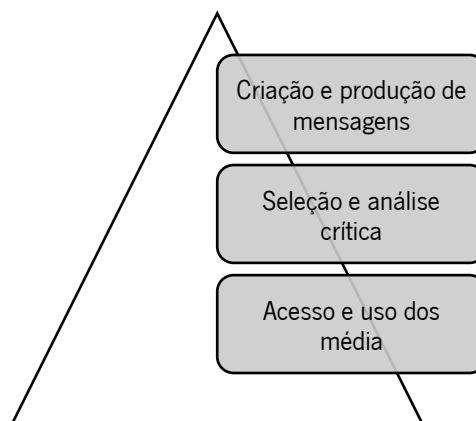 Criação e produção de
mensagens
Seleção e análise
crítica
Acesso e uso dos
média